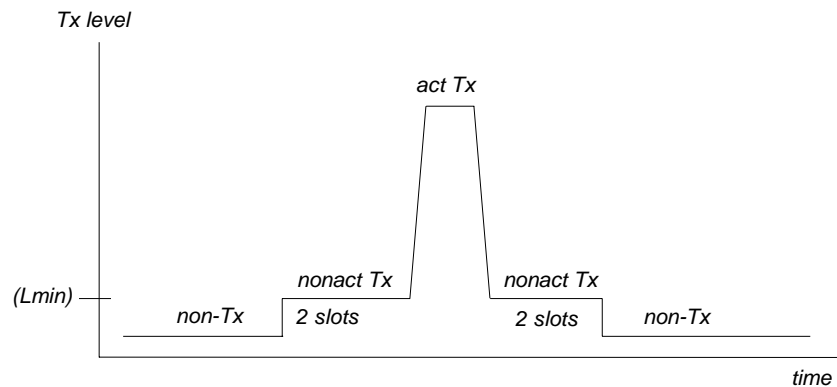 Tx level
act Tx
nonact Tx
nonact Tx
(Lmin)
non-Tx
2 slots
2 slots
non-Tx
time